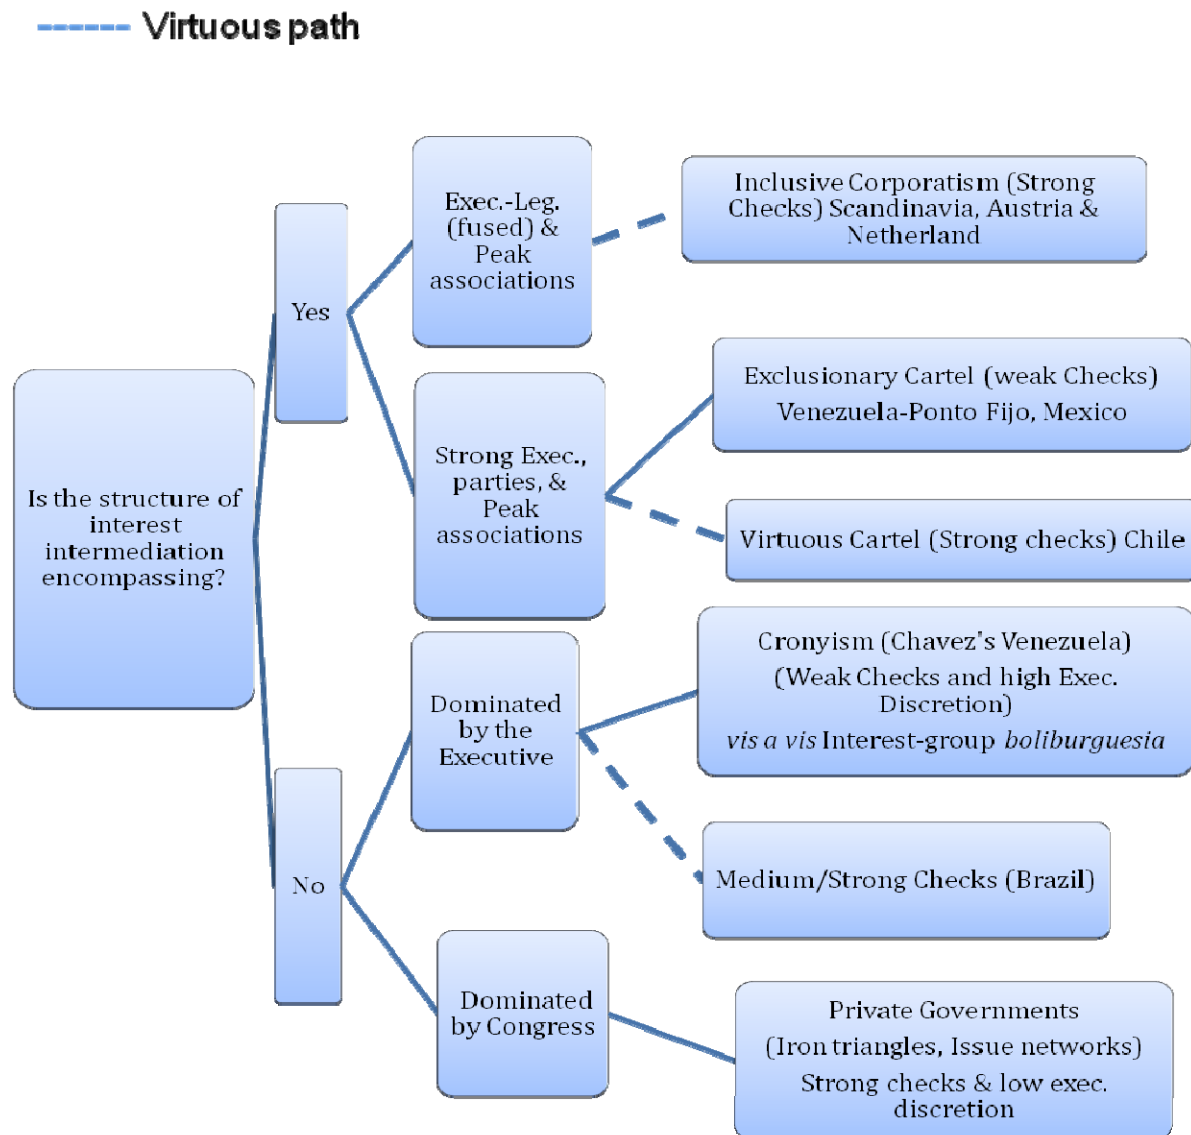 Virtuous path
Exec.-Leg.
(fused) &
Peak
associations
Inclusive Corporatism (Strong
Checks) Scandinavia, Austria &
Netherland
Yes
Exclusionary Cartel (weak Checks)
Venezuela-Ponto Fijo, Mexico
Is the structure of
interest
intermediation
encompassing?
Strong Exec.,
parties, &
Peak
associations
Virtuous Cartel (Strong checks) Chile
Dominated
by the
Executive
Cronyism (Chavez's Venezuela)
(Weak Checks and high Exec.
Discretion)
vis a vis Interest-group boliburguesia
No
Medium/Strong Checks (Brazil)
Dominated
by Congress
Private Governments
(Iron triangles, Issue networks)
Strong checks & low exec.
discretion